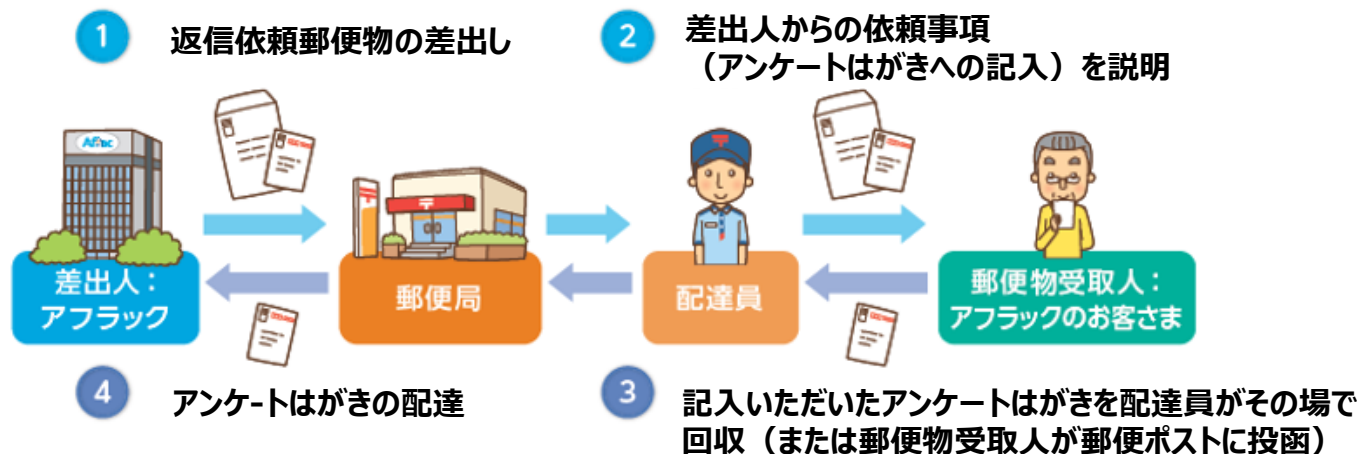 1
返信依頼郵便物の差出し
2
差出人からの依頼事項
（アンケートはがきへの記入）を説明
Aflac
差出人：
アフラック
郵便局
配達員
郵便物受取人：
アフラックのお客さま
4
アンケ-トはがきの配達
3
記入いただいたアンケートはがきを配達員がその場で
回収（または郵便物受取人が郵便ポストに投函）